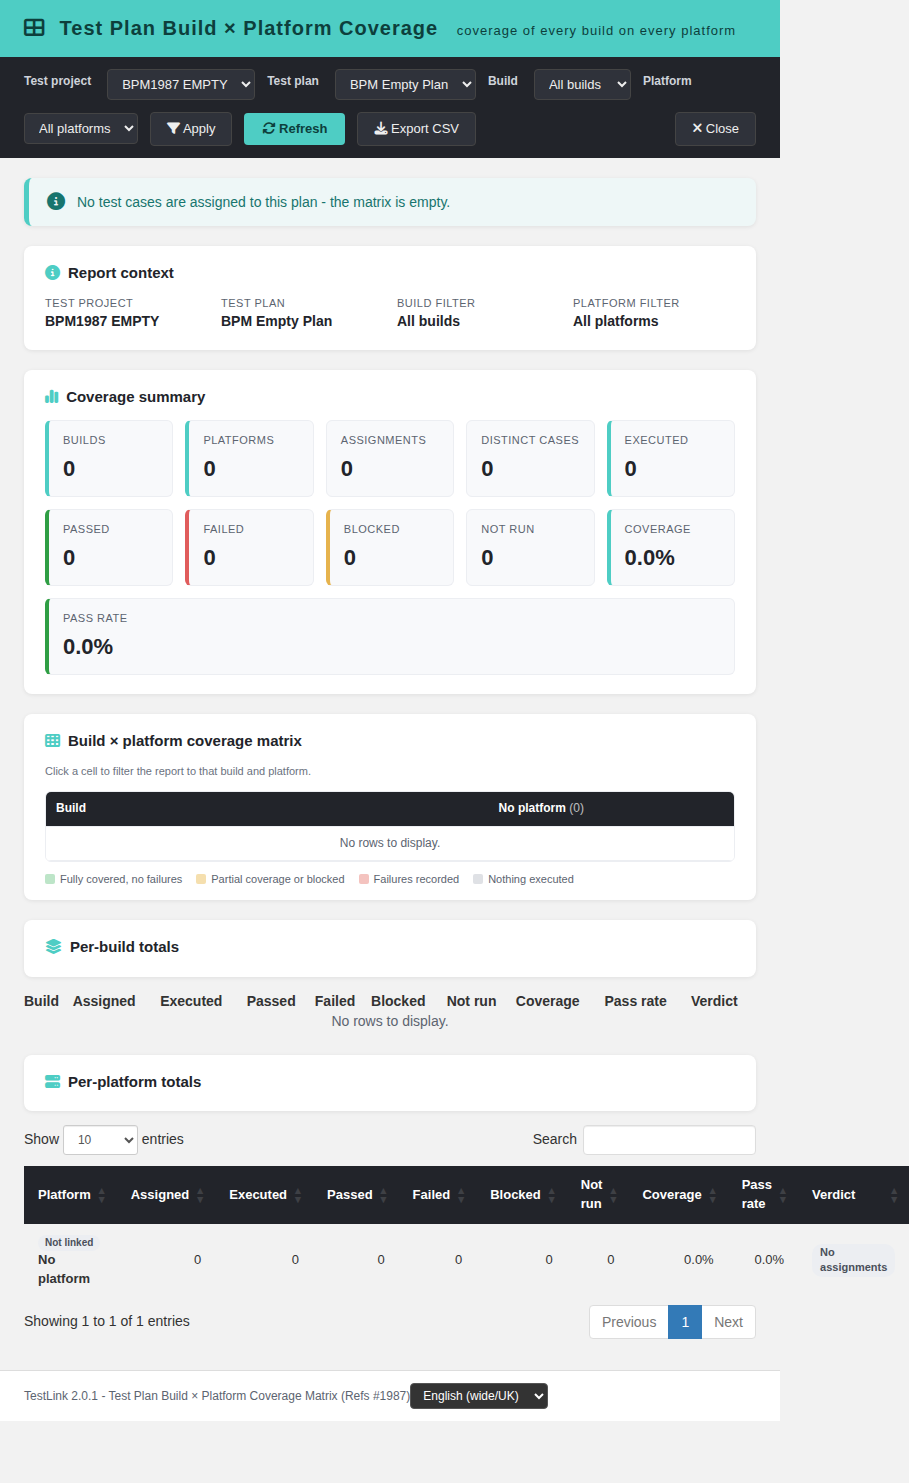 Test Plan Build × Platform Coverage coverage of every build on every platform
Test project BPM1987 EMPTY Test plan BPM Empty Plan Build All builds Platform
All platforms Apply Refresh Export CSV Close
No test cases are assigned to this plan - the matrix is empty.
Report context
TEST PROJECT TEST PLAN BUILD FILTER PLATFORM FILTER
BPM1987 EMPTY BPM Empty Plan All builds All platforms
Coverage summary
BUILDS PLATFORMS ASSIGNMENTS DISTINCT CASES EXECUTED
0 0 0 0 0
PASSED FAILED BLOCKED NOT RUN COVERAGE
0 0 0 0 0.0%
PASS RATE
0.0%
Build × platform coverage matrix
Click a cell to filter the report to that build and platform.
Build No platform (0)
No rows to display.
Fully covered, no failures Partial coverage or blocked Failures recorded Nothing executed
Per-build totals
Build Assigned Executed Passed Failed Blocked Not run Coverage Pass rate Verdict
No rows to display.
Per-platform totals
Show 10 entries Search
Platform Assigned Executed Passed Failed Blocked Not run Coverage Pass rate Verdict
Not linked
No platform 0 0 0 0 0 0 0.0% 0.0% No assignments
Showing 1 to 1 of 1 entries Previous 1 Next
TestLink 2.0.1 - Test Plan Build × Platform Coverage Matrix (Refs #1987) English (wide/UK)